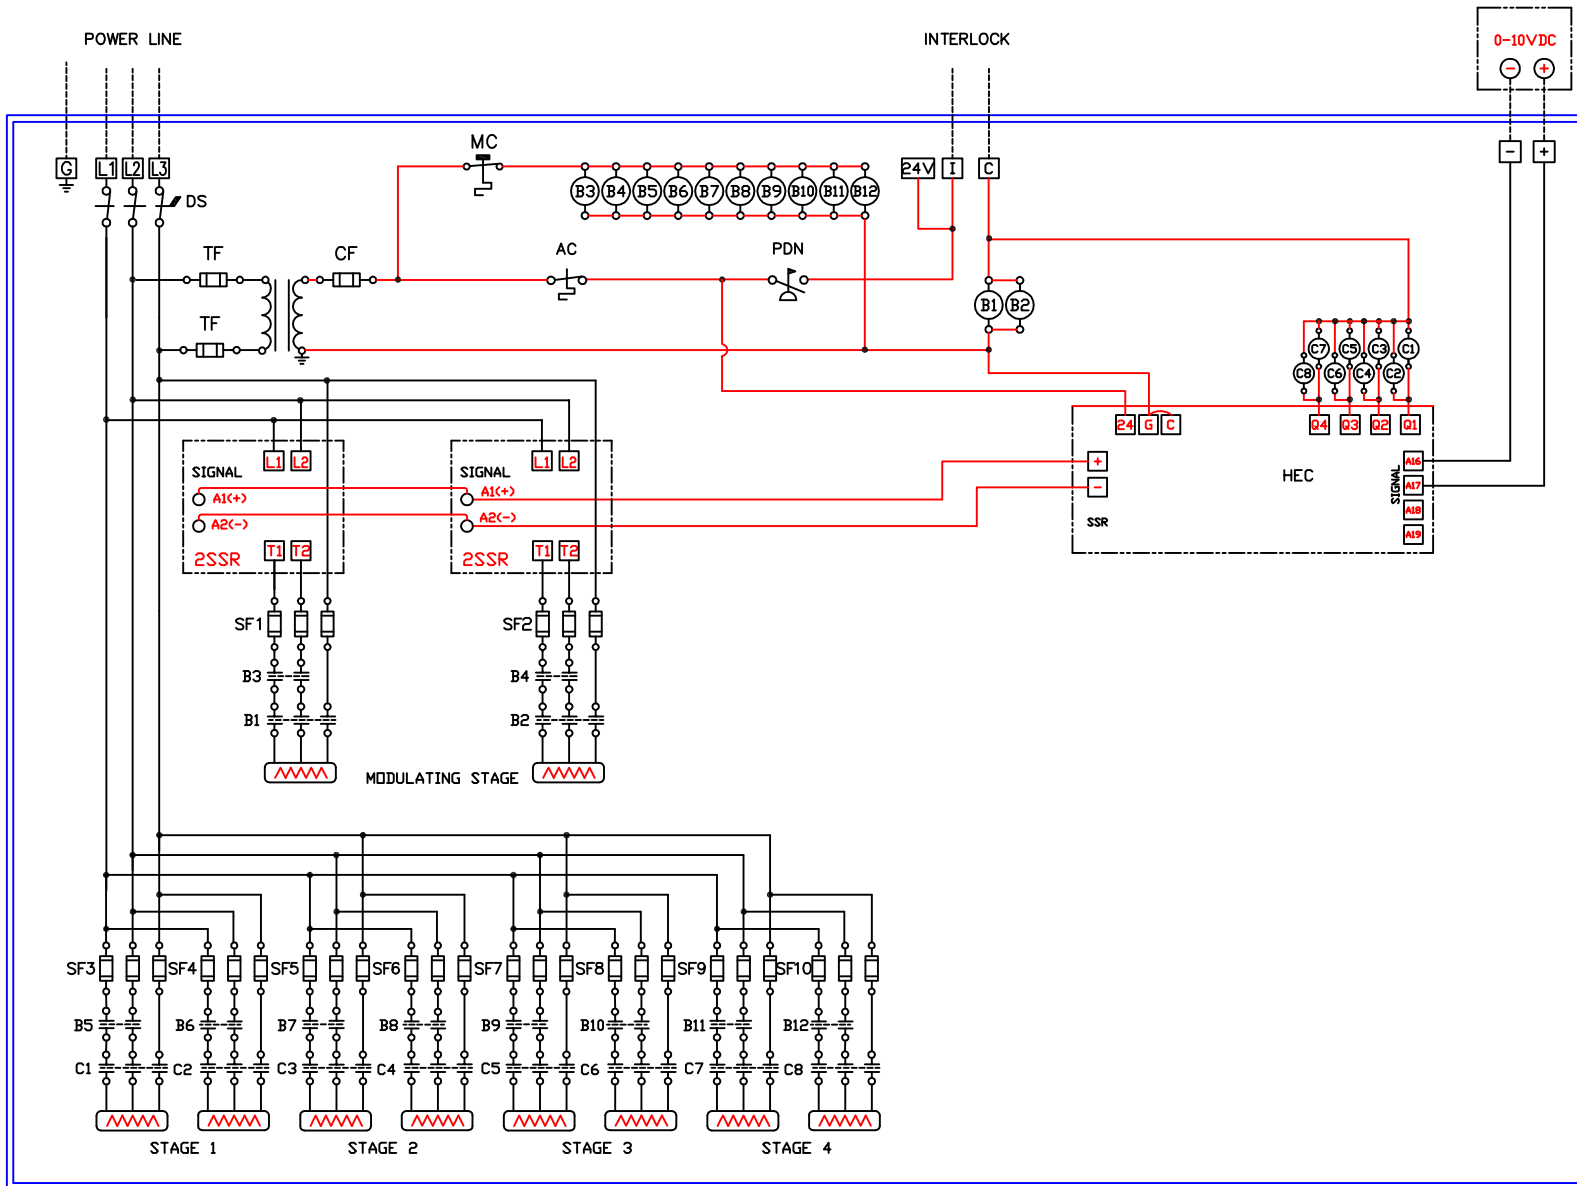 POWER LINE
INTERLOCK
0-10VDC
- +
MC
G L1 L2 L3
24V I C
- +
DS
B3 B4 B5 B6 B7 B8 B9 B10 B11 B12
TF CF AC PDN
B1 B2
TF
C7 C5 C3 C1
C8 C6 C4 C2
24 G C
Q4 Q3 Q2 Q1
L1 L2
L1 L2
SIGNAL
SIGNAL
A1(+)
A1(+)
A2(-)
A2(-)
+
-
SSR
HEC
SIGNAL
A16
A17
A18
A19
T1 T2
T1 T2
2SSR
2SSR
SF1
SF2
B3
B4
B1
B2
MODULATING STAGE
SF3 SF4 SF5 SF6 SF7 SF8 SF9 SF10
B5 B6 B7 B8 B9 B10 B11 B12
C1 C2 C3 C4 C5 C6 C7 C8
STAGE 1
STAGE 2
STAGE 3
STAGE 4